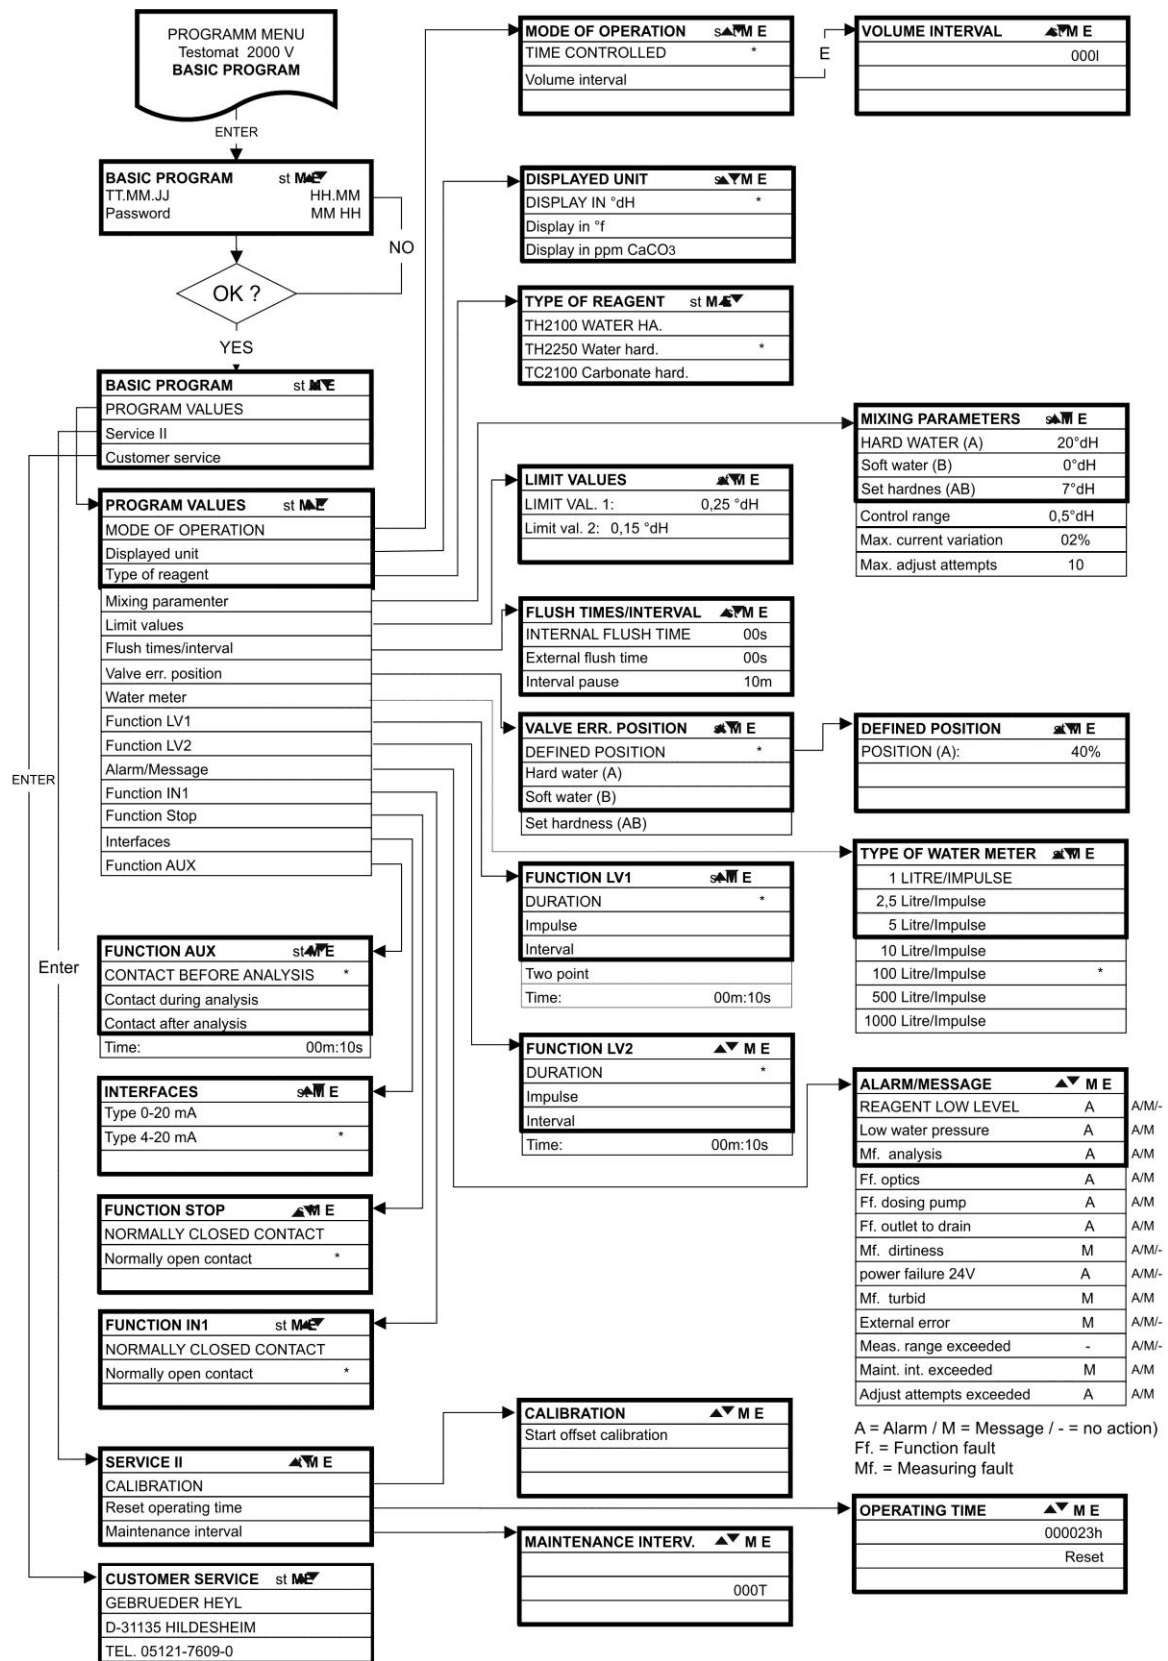 PROGRAMM MENU
Testomat 2000 V
BASIC PROGRAM
ENTER
BASIC PROGRAM st M E
TT.MM.JJ HH.MM
Password MM HH
NO
OK ?
YES
BASIC PROGRAM st M E
PROGRAM VALUES
Service II
Customer service
PROGRAM VALUES st M E
MODE OF OPERATION
Displayed unit
Type of reagent
Mixing paramenter
Limit values
Flush times/interval
Valve err. position
Water meter
Function LV1
Function LV2
Alarm/Message
Function IN1
Function Stop
Interfaces
Function AUX
ENTER
Enter
FUNCTION AUX st M E
CONTACT BEFORE ANALYSIS *
Contact during analysis
Contact after analysis
Time: 00m:10s
INTERFACES st M E
Type 0-20 mA
Type 4-20 mA *
FUNCTION STOP M E
NORMALLY CLOSED CONTACT
Normally open contact *
FUNCTION IN1 st M E
NORMALLY CLOSED CONTACT
Normally open contact *
SERVICE II M E
CALIBRATION
Reset operating time
Maintenance interval
CUSTOMER SERVICE st M E
GEBRUEDER HEYL
D-31135 HILDESHEIM
TEL. 05121-7609-0
MODE OF OPERATION s▲▼M E
TIME CONTROLLED *
Volume interval
E
VOLUME INTERVAL ▲▼M E
000l
DISPLAYED UNIT s▲▼M E
DISPLAY IN °dH *
Display in °f
Display in ppm CaCO3
TYPE OF REAGENT st M E▲▼
TH2100 WATER HA.
TH2250 Water hard. *
TC2100 Carbonate hard.
MIXING PARAMETERS M E
HARD WATER (A) 20°dH
Soft water (B) 0°dH
Set hardnes (AB) 7°dH
Control range 0,5°dH
Max. current variation 02%
Max. adjust attempts 10
LIMIT VALUES M E
LIMIT VAL. 1: 0,25 °dH
Limit val. 2: 0,15 °dH
FLUSH TIMES/INTERVAL ▲▼M E
INTERNAL FLUSH TIME 00s
External flush time 00s
Interval pause 10m
VALVE ERR. POSITION M E
DEFINED POSITION *
Hard water (A)
Soft water (B)
Set hardness (AB)
DEFINED POSITION M E
POSITION (A): 40%
TYPE OF WATER METER M E
1 LITRE/IMPULSE
2,5 Litre/Impulse
5 Litre/Impulse
10 Litre/Impulse
100 Litre/Impulse *
500 Litre/Impulse
1000 Litre/Impulse
FUNCTION LV1 M E
DURATION *
Impulse
Interval
Two point
Time: 00m:10s
FUNCTION LV2 ▲▼ M E
DURATION *
Impulse
Interval
Time: 00m:10s
ALARM/MESSAGE ▲▼ M E
REAGENT LOW LEVEL A A/M/-
Low water pressure A A/M
Mf. analysis A A/M
Ff. optics A A/M
Ff. dosing pump A A/M
Ff. outlet to drain A A/M
Mf. dirtiness M A/M/-
power failure 24V A A/M/-
Mf. turbid M A/M
External error M A/M/-
Meas. range exceeded - A/M/-
Maint. int. exceeded M A/M
Adjust attempts exceeded A A/M
A = Alarm / M = Message / - = no action)
Ff. = Function fault
Mf. = Measuring fault
CALIBRATION ▲▼ M E
Start offset calibration
OPERATING TIME ▲▼ M E
000023h
Reset
MAINTENANCE INTERV. ▲▼ M E
000T